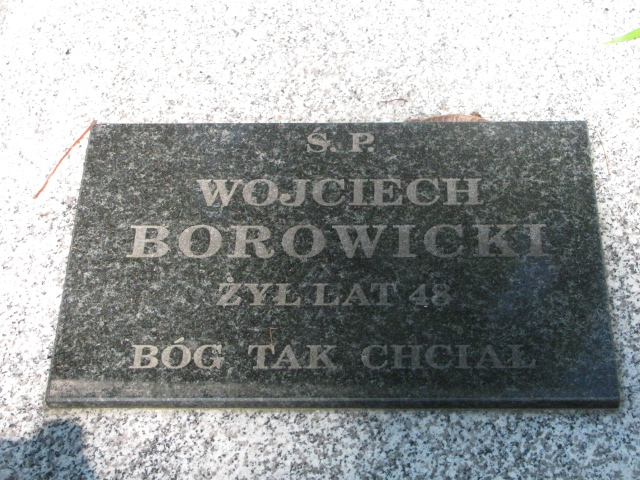 Ś. P.
WOJCIECH
BOROWICKI
ŻYŁ LAT 48
BÓG TAK CHCIAŁ